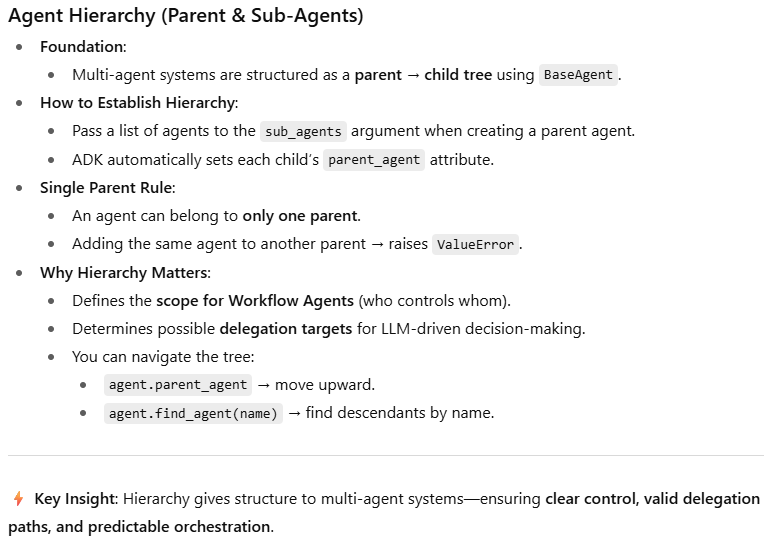 Agent Hierarchy (Parent & Sub-Agents)
• Foundation:
• Multi-agent systems are structured as a parent → child tree using BaseAgent.
• How to Establish Hierarchy:
• Pass a list of agents to the sub_agents argument when creating a parent agent.
• ADK automatically sets each child's parent_agent attribute.
• Single Parent Rule:
• An agent can belong to only one parent.
• Adding the same agent to another parent → raises ValueError.
• Why Hierarchy Matters:
• Defines the scope for Workflow Agents (who controls whom).
• Determines possible delegation targets for LLM-driven decision-making.
• You can navigate the tree:
• agent.parent_agent → move upward.
• agent.find_agent(name) → find descendants by name.
⚡ Key Insight: Hierarchy gives structure to multi-agent systems—ensuring clear control, valid delegation
paths, and predictable orchestration.